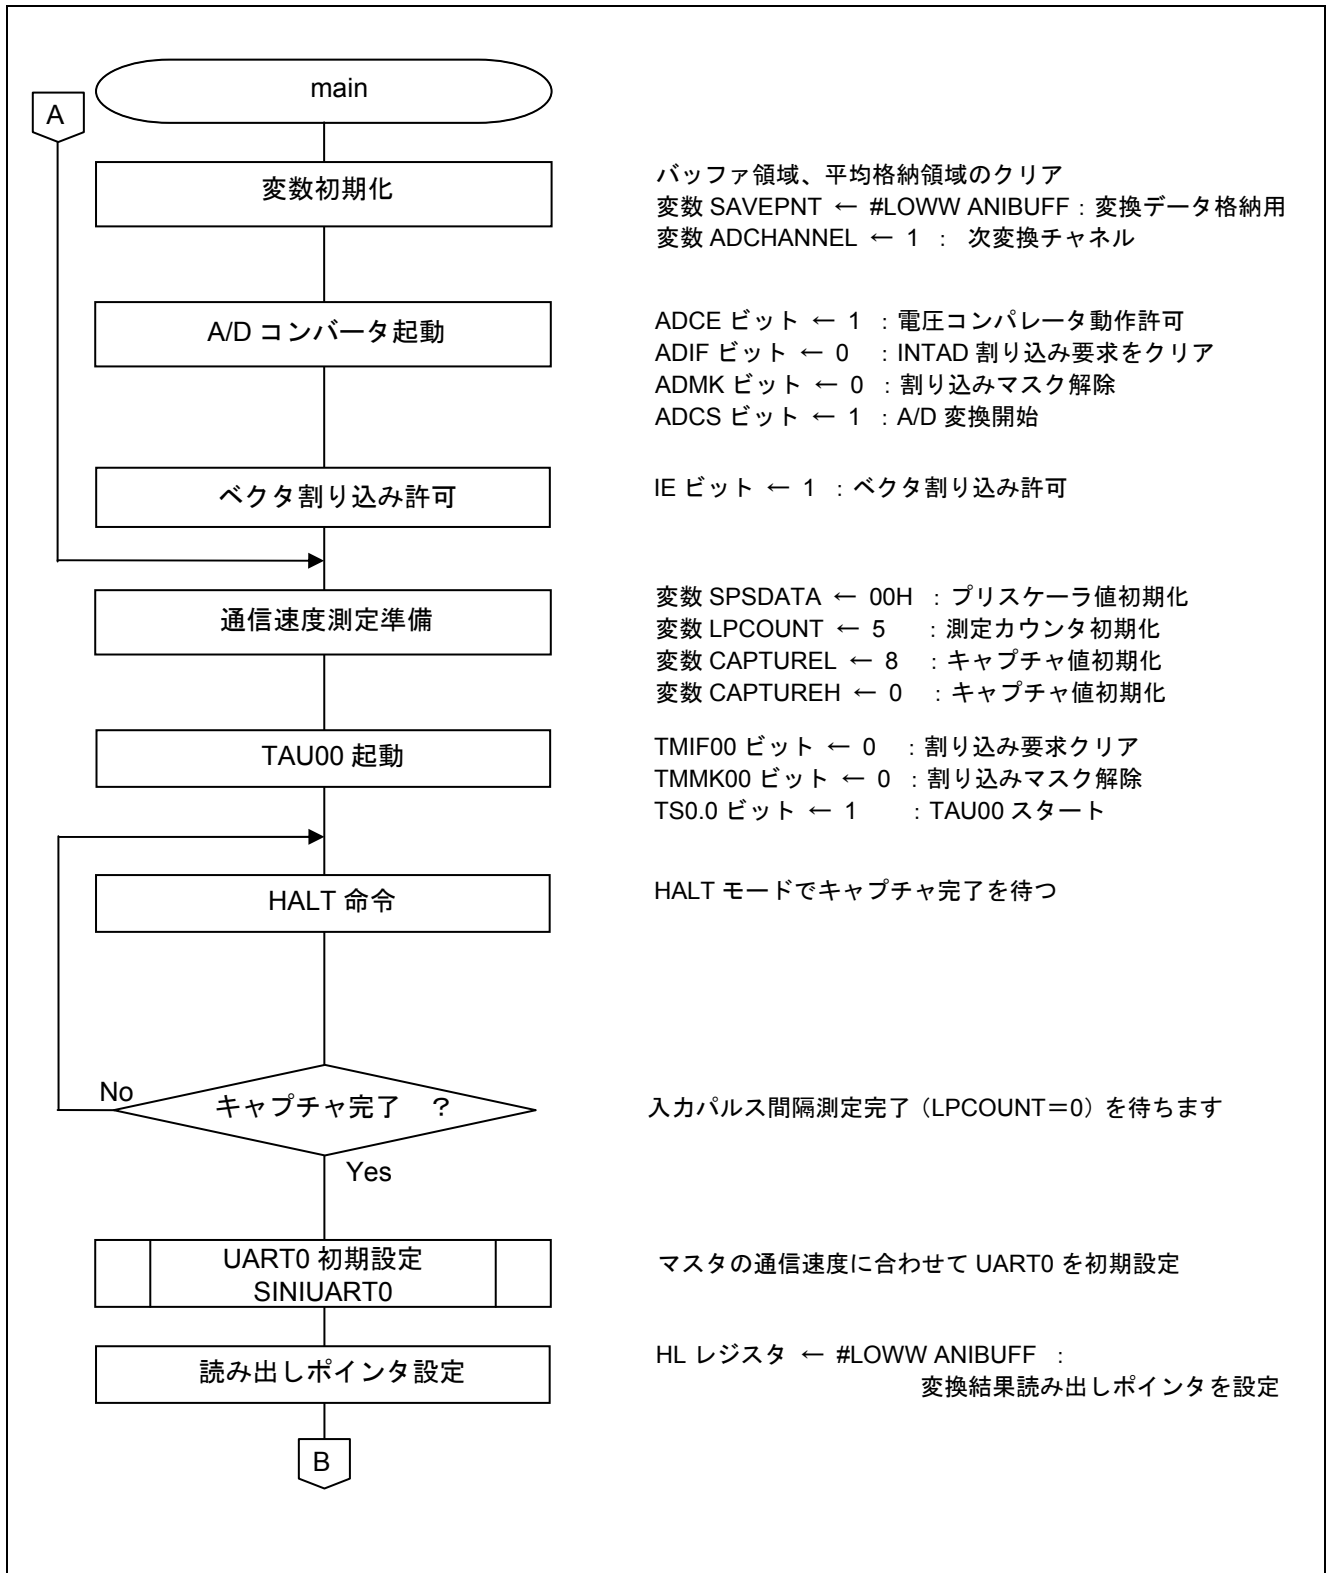 main
A
変数初期化
バッファ領域、平均格納領域のクリア
変数 SAVEPNT ← #LOWW ANIBUFF：変換データ格納用
変数 ADCHANNEL ← 1 ： 次変換チャネル
A/D コンバータ起動
ADCE ビット ← 1 ：電圧コンパレータ動作許可
ADIF ビット ← 0 ：INTAD 割り込み要求をクリア
ADMK ビット ← 0 ：割り込みマスク解除
ADCS ビット ← 1 ：A/D 変換開始
ベクタ割り込み許可
IE ビット ← 1 ：ベクタ割り込み許可
通信速度測定準備
変数 SPSDATA ← 00H ：プリスケーラ値初期化
変数 LPCOUNT ← 5 ：測定カウンタ初期化
変数 CAPTUREL ← 8 ：キャプチャ値初期化
変数 CAPTUREH ← 0 ：キャプチャ値初期化
TAU00 起動
TMIF00 ビット ← 0 ：割り込み要求クリア
TMMK00 ビット ← 0 ：割り込みマスク解除
TS0.0 ビット ← 1 ：TAU00 スタート
HALT 命令
HALT モードでキャプチャ完了を待つ
No
キャプチャ完了 ？
入力パルス間隔測定完了（LPCOUNT＝0）を待ちます
Yes
UART0 初期設定
SINIUART0
マスタの通信速度に合わせて UART0 を初期設定
読み出しポインタ設定
HL レジスタ ← #LOWW ANIBUFF ：
変換結果読み出しポインタを設定
B